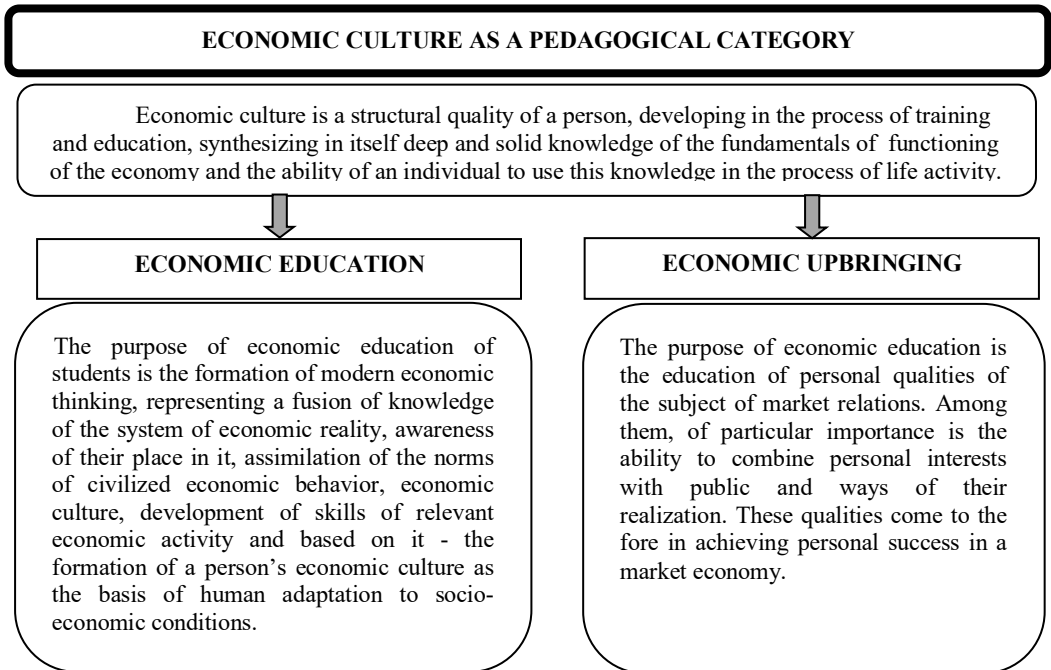 ECONOMIC CULTURE AS A PEDAGOGICAL CATEGORY
Economic culture is a structural quality of a person, developing in the process of training
and education, synthesizing in itself deep and solid knowledge of the fundamentals of functioning
of the economy and the ability of an individual to use this knowledge in the process of life activity.
ECONOMIC EDUCATION
The purpose of economic education of
students is the formation of modern economic
thinking, representing a fusion of knowledge
of the system of economic reality, awareness
of their place in it, assimilation of the norms
of civilized economic behavior, economic
culture, development of skills of relevant
economic activity and based on it - the
formation of a person's economic culture as
the basis of human adaptation to socio-
economic conditions.
ECONOMIC UPBRINGING
The purpose of economic education is
the education of personal qualities of
the subject of market relations. Among
them, of particular importance is the
ability to combine personal interests
with public and ways of their
realization. These qualities come to the
fore in achieving personal success in a
market economy.